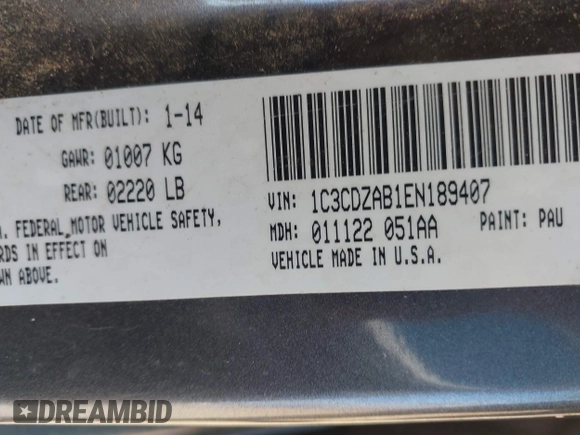 DATE OF MFR(BUILT): 1-14
GAWR: 01007 KG
REAR: 02220 LB
FEDERAL MOTOR VEHICLE SAFETY,
RDS IN EFFECT ON
WN ABOVE.
VIN: 1C3CDZAB1EN189407
MDH: 011122 051AA PAINT: PAU
VEHICLE MADE IN U.S.A.
DREAMBID